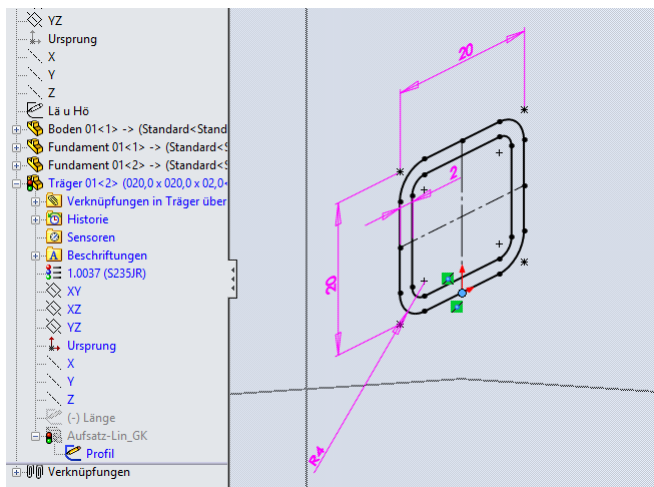 YZ
Ursprung
X
Y
Z
Lä u Hö
Boden 01<1> -> (Standard<Stand
Fundament 01<1> -> (Standard<S
Fundament 01<2> -> (Standard<S
Träger 01<2> (020,0 x 020,0 x 02,0<
Verknüpfungen in Träger über
Historie
Sensoren
Beschriftungen
1.0037 (S235JR)
XY
XZ
YZ
Ursprung
X
Y
Z
(-) Länge
Aufsatz-Lin_GK
Profil
Verknüpfungen
20
2
20
R4